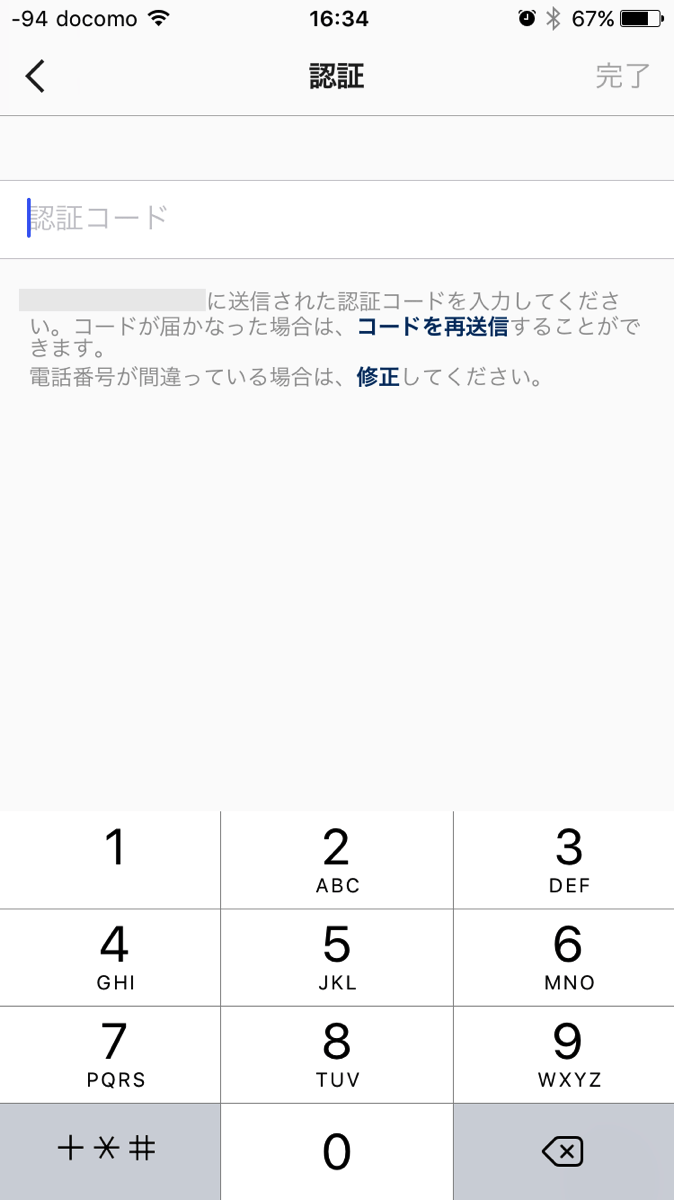 -94 docomo 16:34 67%
認証 完了
認証コード
に送信された認証コードを入力してくださ
い。コードが届かなった場合は、コードを再送信することがで
きます。
電話番号が間違っている場合は、修正してください。
1 2 3
ABC DEF
4 5 6
GHI JKL MNO
7 8 9
PQRS TUV WXYZ
+*# 0